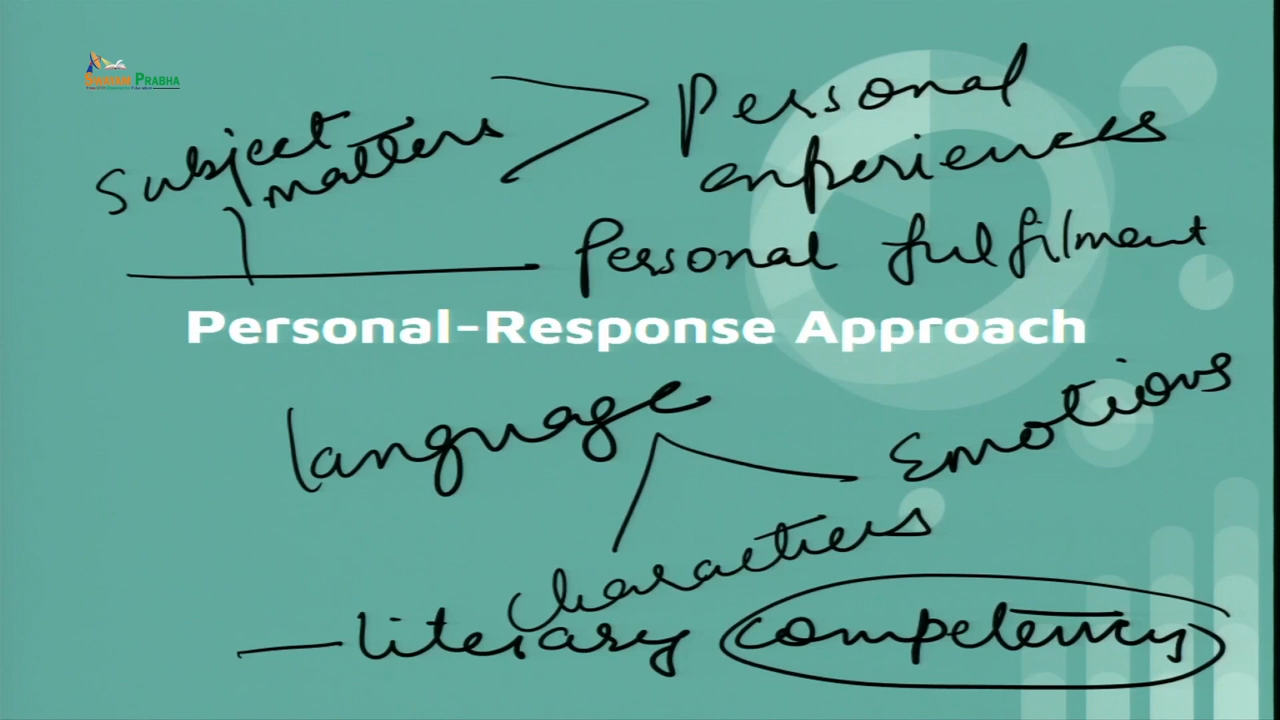 SWAYAM PRABHA
Personal
Subject
matters
experiences
Personal fulfilment
Personal-Response Approach
language
Emotions
characters
literary competency